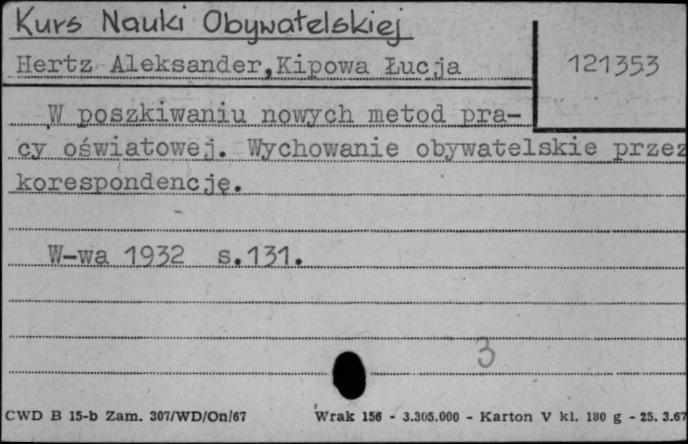 Kurs Nauki Obywatelskiej
Hertz Aleksander,Kipowa Łucja
121353
W poszkiwaniu nowych metod pra-
cy oświatowej. Wychowanie obywatelskie przez
korespondencję.
W-wa 1932 s.131.
3
CWD B 15-b Zam. 307/WD/On/67 Wrak 156 - 3.305.000 - Karton V kl. 180 g - 25. 3.67